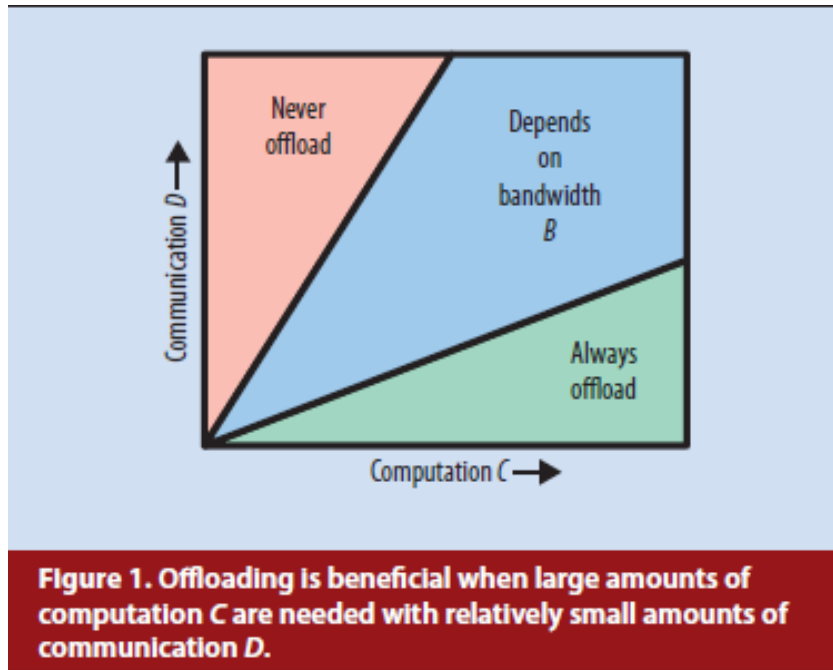 Never
offload
Depends
on
bandwidth
B
Always
offload
Communication D
Computation C
Figure 1. Offloading is beneficial when large amounts of
computation C are needed with relatively small amounts of
communication D.